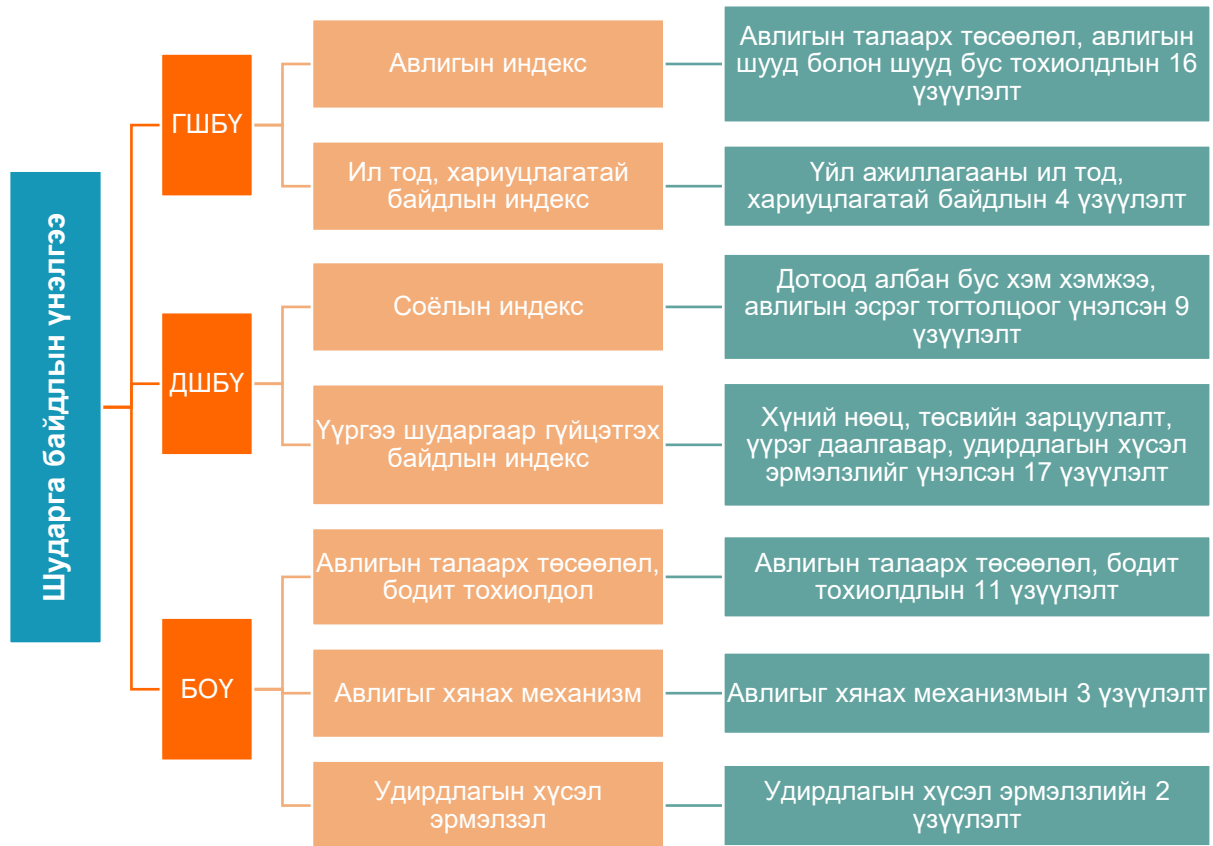 Шударга байдлын үнэлгээ
ГШБҮ
Авлигын индекс
Авлигын талаарх төсөөлөл, авлигын
шууд болон шууд бус тохиолдлын 16
үзүүлэлт
Ил тод, хариуцлагатай
байдлын индекс
Үйл ажиллагааны ил тод,
хариуцлагатай байдлын 4 үзүүлэлт
ДШБҮ
Соёлын индекс
Дотоод албан бус хэм хэмжээ,
авлигын эсрэг тогтолцоог үнэлсэн 9
үзүүлэлт
Үүргээ шударгаар гүйцэтгэх
байдлын индекс
Хүний нөөц, төсвийн зарцуулалт,
үүрэг даалгавар, удирдлагын хүсэл
эрмэлзлийг үнэлсэн 17 үзүүлэлт
БОҮ
Авлигын талаарх төсөөлөл,
бодит тохиолдол
Авлигын талаарх төсөөлөл, бодит
тохиолдлын 11 үзүүлэлт
Авлигыг хянах механизм
Авлигыг хянах механизмын 3 үзүүлэлт
Удирдлагын хүсэл
эрмэлзэл
Удирдлагын хүсэл эрмэлзлийн 2
үзүүлэлт